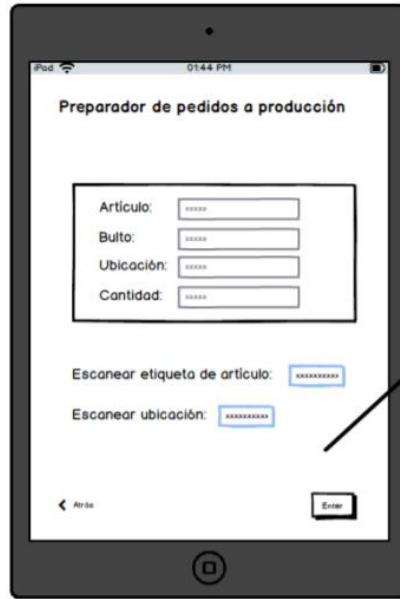 iPad 01:44 PM
Preparador de pedidos a producción
Artículo: xxxxx
Bulto: xxxxx
Ubicación: xxxxx
Cantidad: xxxxx
Escanear etiqueta de artículo: xxxxxxxxxx
Escanear ubicación: xxxxxxxxxx
Atrás Enter